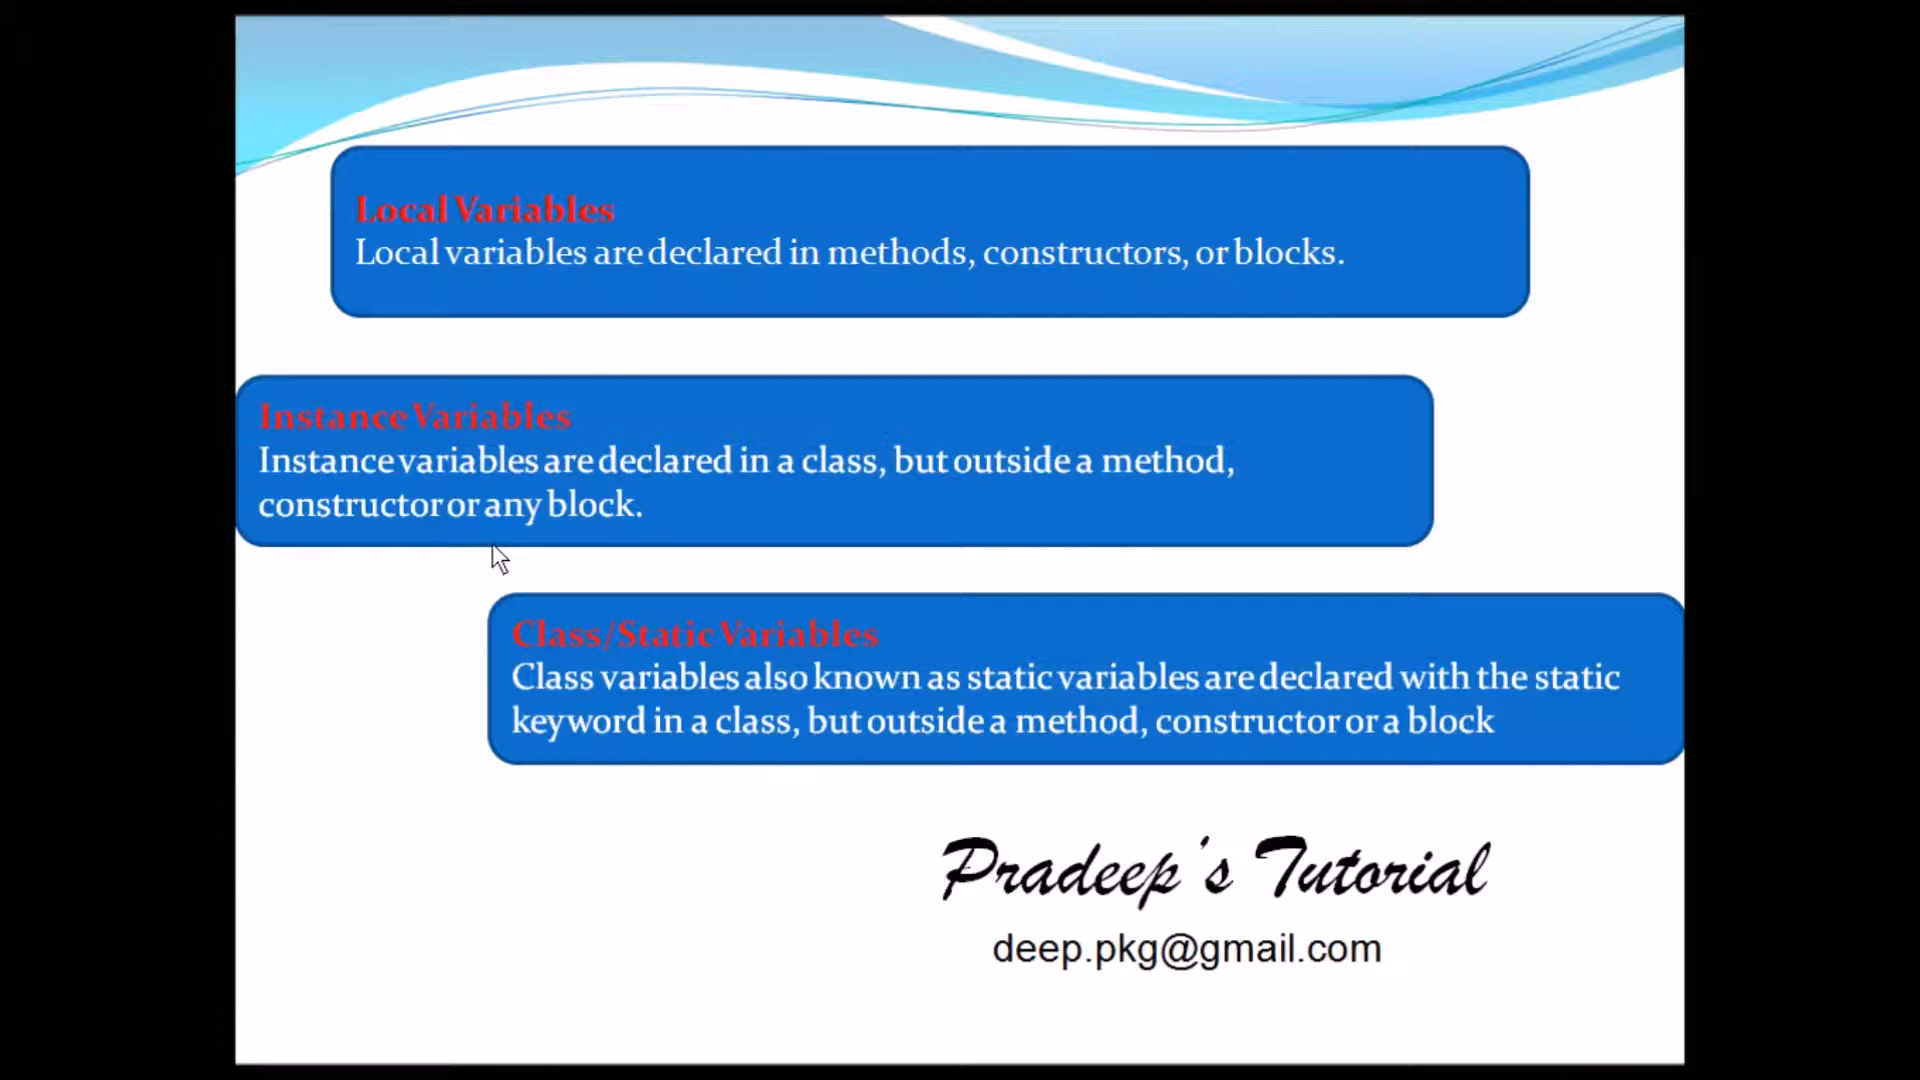 Local Variables
Local variables are declared in methods, constructors, or blocks.
Instance Variables
Instance variables are declared in a class, but outside a method,
constructor or any block.
Class/Static Variables
Class variables also known as static variables are declared with the static
keyword in a class, but outside a method, constructor or a block
Pradeep's Tutorial
deep.pkg@gmail.com